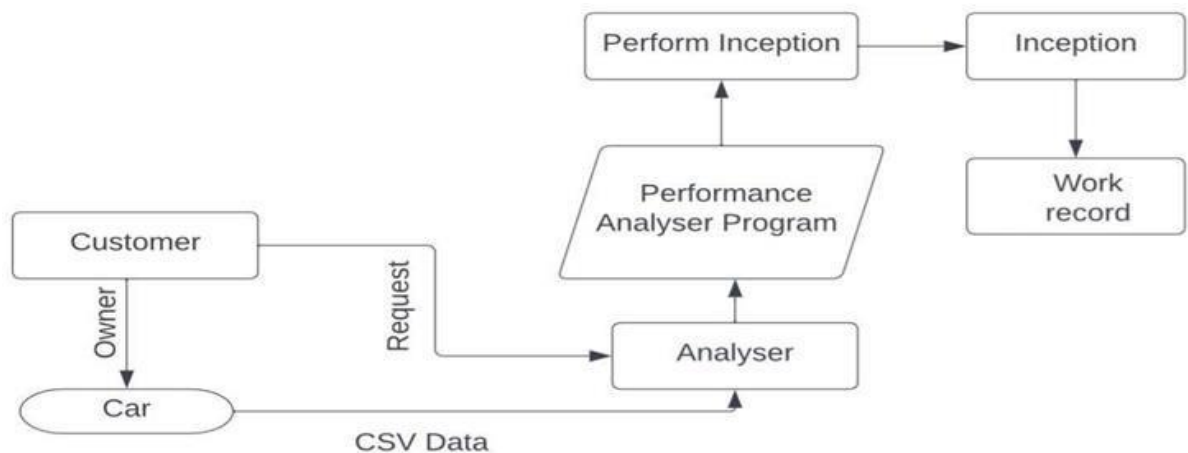 Perform Inception
Inception
Performance
Analyser Program
Work
record
Customer
Owner
Request
Analyser
Car
CSV Data